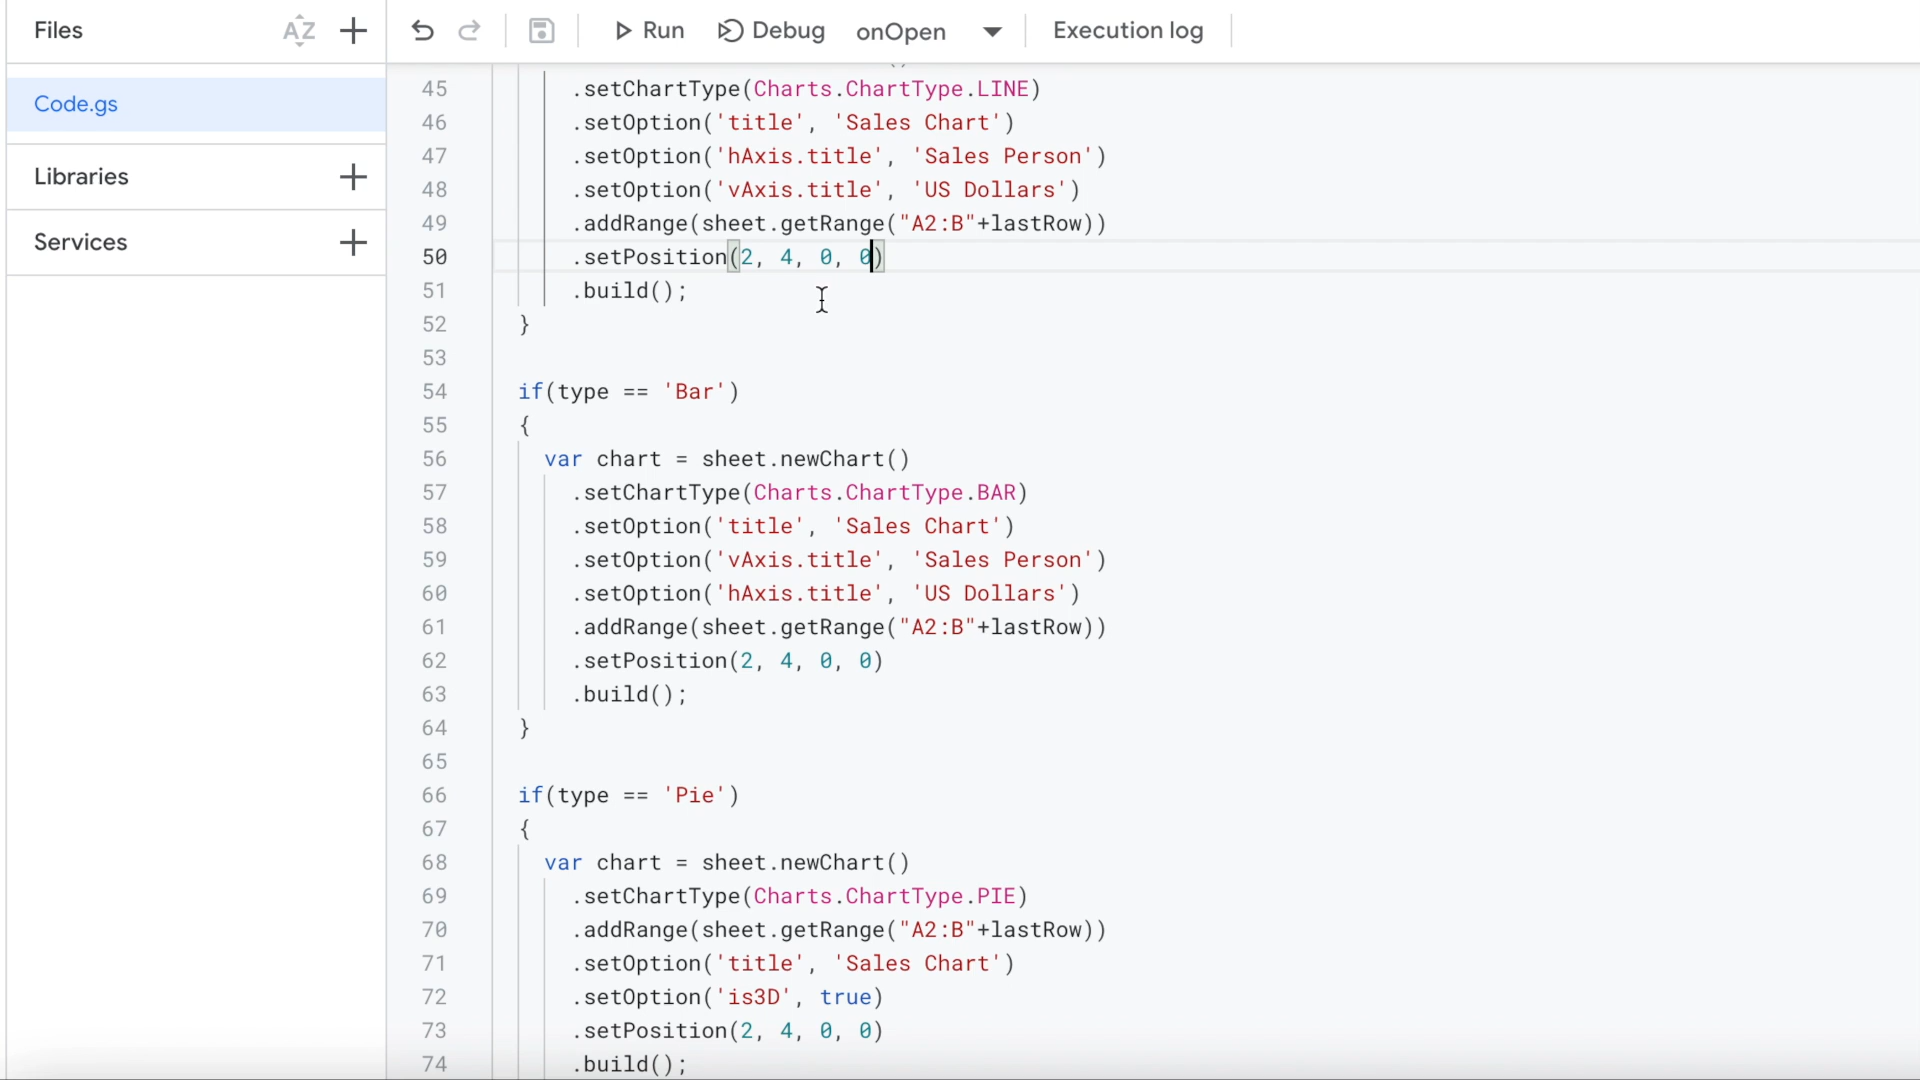 Files
AZ
Run
Debug
onOpen
Execution log
Code.gs
Libraries
Services
45 .setChartType(Charts.ChartType.LINE)
46 .setOption('title', 'Sales Chart')
47 .setOption('hAxis.title', 'Sales Person')
48 .setOption('vAxis.title', 'US Dollars')
49 .addRange(sheet.getRange("A2:B"+lastRow))
50 .setPosition(2, 4, 0, 0)
51 .build();
52 }
53
54 if(type == 'Bar')
55 {
56 var chart = sheet.newChart()
57 .setChartType(Charts.ChartType.BAR)
58 .setOption('title', 'Sales Chart')
59 .setOption('vAxis.title', 'Sales Person')
60 .setOption('hAxis.title', 'US Dollars')
61 .addRange(sheet.getRange("A2:B"+lastRow))
62 .setPosition(2, 4, 0, 0)
63 .build();
64 }
65
66 if(type == 'Pie')
67 {
68 var chart = sheet.newChart()
69 .setChartType(Charts.ChartType.PIE)
70 .addRange(sheet.getRange("A2:B"+lastRow))
71 .setOption('title', 'Sales Chart')
72 .setOption('is3D', true)
73 .setPosition(2, 4, 0, 0)
74 .build();